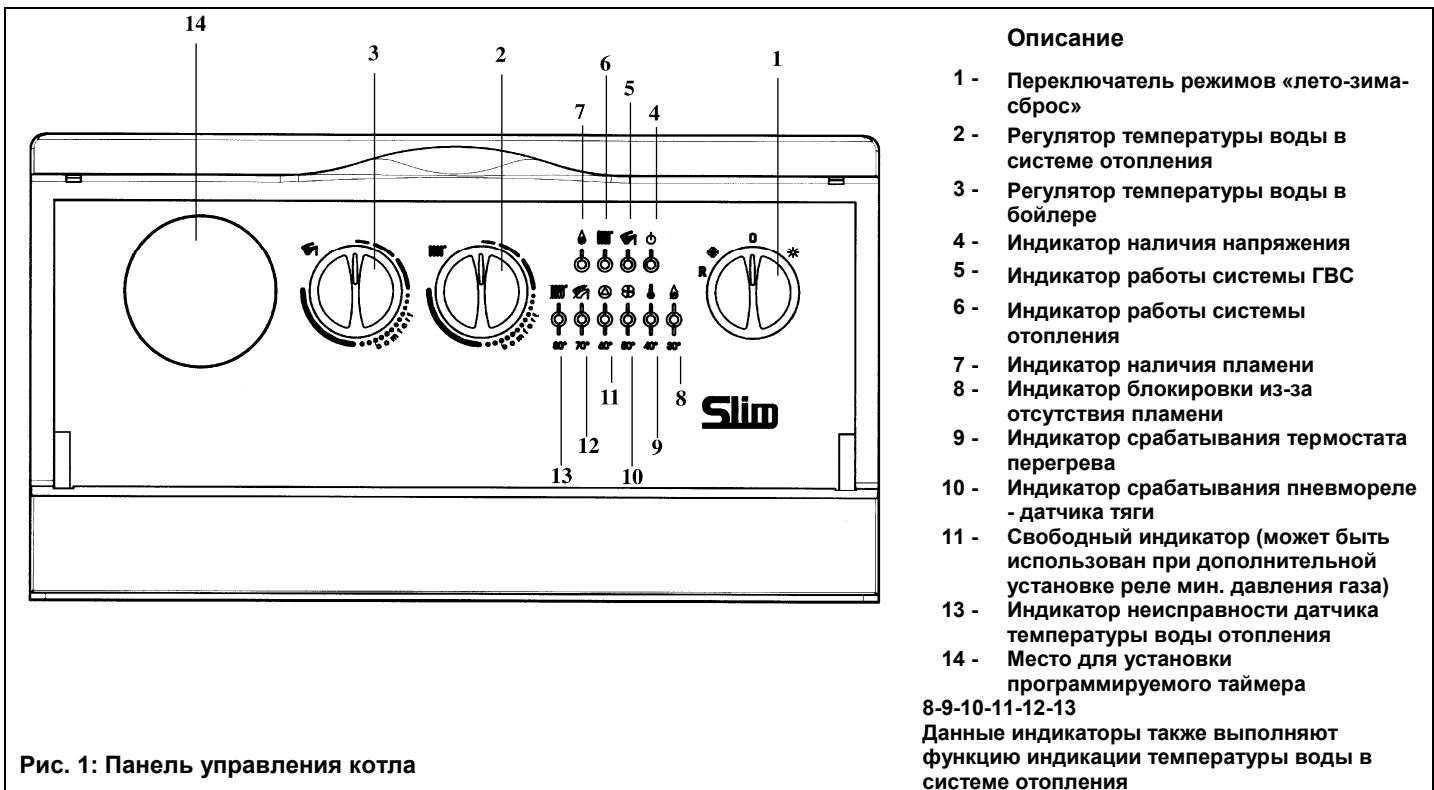 14
3
2
6
5
7
4
1
0
R
80° 70° 60° 50° 40° 30°
11
8
12
9
13
10
Slim
Рис. 1: Панель управления котла
Описание
1 - Переключатель режимов «лето-зима-
сброс»
2 - Регулятор температуры воды в
системе отопления
3 - Регулятор температуры воды в
бойлере
4 - Индикатор наличия напряжения
5 - Индикатор работы системы ГВС
6 - Индикатор работы системы
отопления
7 - Индикатор наличия пламени
8 - Индикатор блокировки из-за
отсутствия пламени
9 - Индикатор срабатывания термостата
перегрева
10 - Индикатор срабатывания пневмореле
- датчика тяги
11 - Свободный индикатор (может быть
использован при дополнительной
установке реле мин. давления газа)
13 - Индикатор неисправности датчика
температуры воды отопления
14 - Место для установки
программируемого таймера
8-9-10-11-12-13
Данные индикаторы также выполняют
функцию индикации температуры воды в
системе отопления